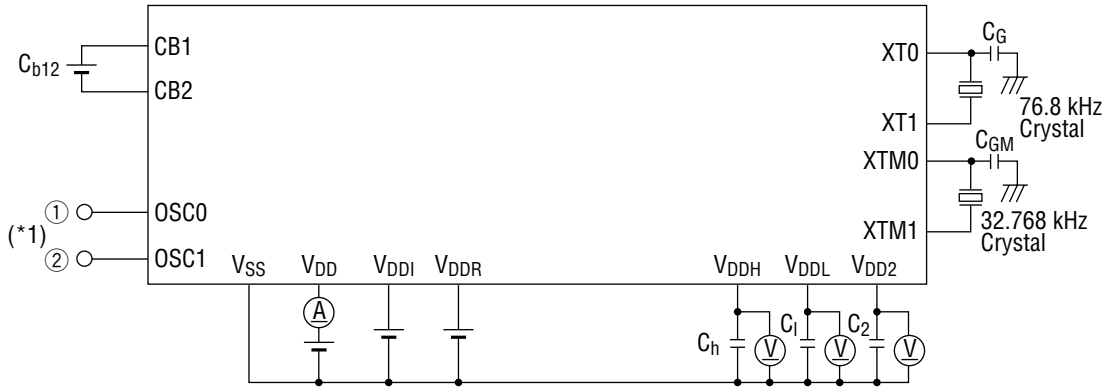 CB1
C_b12
CB2
① OSC0
(*1)
② OSC1
V_SS V_DD V_DDI V_DDR V_DDH V_DDL V_DD2
XT0 C_G
76.8 kHz
Crystal
XT1
C_GM
XTM0
32.768 kHz
Crystal
XTM1
A
C_h V C_l V C_2 V